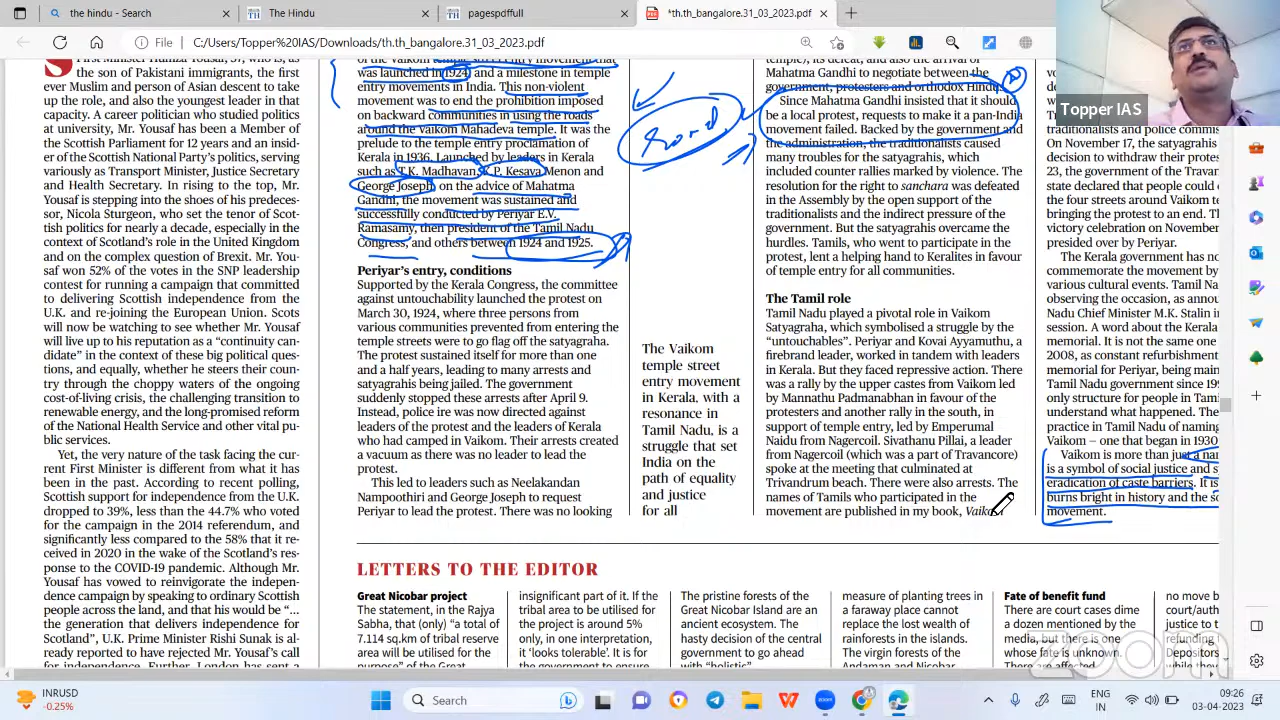 the hindu - Search
The Hindu
pagespdffull
*th.th_bangalore.31_03_2023.pdf
File
C:/Users/Topper%20IAS/Downloads/th.th_bangalore.31_03_2023.pdf
Topper IAS
the son of Pakistani immigrants, the first
ever Muslim and person of Asian descent to take
up the role, and also the youngest leader in that
capacity. A career politician who studied politics
at university, Mr. Yousaf has been a Member of
the Scottish Parliament for 12 years and an insid-
er of the Scottish National Party's politics, serving
variously as Transport Minister, Justice Secretary
and Health Secretary. In rising to the top, Mr.
Yousaf is stepping into the shoes of his predeces-
sor, Nicola Sturgeon, who set the tenor of Scot-
tish politics for nearly a decade, especially in the
context of Scotland's role in the United Kingdom
and on the complex question of Brexit. Mr. You-
saf won 52% of the votes in the SNP leadership
contest for running a campaign that committed
to delivering Scottish independence from the
U.K. and re-joining the European Union. Scots
will now be watching to see whether Mr. Yousaf
will live up to his reputation as a "continuity can-
didate" in the context of these big political ques-
tions, and equally, whether he steers their coun-
try through the choppy waters of the ongoing
cost-of-living crisis, the challenging transition to
renewable energy, and the long-promised reform
of the National Health Service and other vital pu-
blic services.
Yet, the very nature of the task facing the cur-
rent First Minister is different from what it has
been in the past. According to recent polling,
Scottish support for independence from the U.K.
dropped to 39%, less than the 44.7% who voted
for the campaign in the 2014 referendum, and
significantly less compared to the 58% that it re-
ceived in 2020 in the wake of the Scotland's res-
ponse to the COVID-19 pandemic. Although Mr.
Yousaf has vowed to reinvigorate the indepen-
dence campaign by speaking to ordinary Scottish
people across the land, and that his would be "…
the generation that delivers independence for
Scotland", U.K. Prime Minister Rishi Sunak is al-
ready reported to have rejected Mr. Yousaf's call
for independence. Further, London has sent a
was launched in 1924 and a milestone in temple
entry movements in India. This non-violent
movement was to end the prohibition imposed
on backward communities in using the roads
around the Vaikom Mahadeva temple. It was the
prelude to the temple entry proclamation of
Kerala in 1936. Launched by leaders in Kerala
such as T.K. Madhavan, K.P. Kesava Menon and
George Joseph on the advice of Mahatma
Gandhi, the movement was sustained and
successfully conducted by Periyar E.V.
Ramasamy, then president of the Tamil Nadu
Congress, and others between 1924 and 1925.
Periyar's entry, conditions
Supported by the Kerala Congress, the committee
against untouchability launched the protest on
March 30, 1924, where three persons from
various communities prevented from entering the
temple streets were to go flag off the satyagraha.
The protest sustained itself for more than one
and a half years, leading to many arrests and
satyagrahis being jailed. The government
suddenly stopped these arrests after April 9.
Instead, police ire was now directed against
leaders of the protest and the leaders of Kerala
who had camped in Vaikom. Their arrests created
a vacuum as there was no leader to lead the
protest.
This led to leaders such as Neelakandan
Nampoothiri and George Joseph to request
Periyar to lead the protest. There was no looking
The Vaikom
temple street
entry movement
in Kerala, with a
resonance in
Tamil Nadu, is a
struggle that set
India on the
path of equality
and justice
for all
temple), its defeat, and also the arrival of
Mahatma Gandhi to negotiate between the
government, protesters and orthodox Hindus.
Since Mahatma Gandhi insisted that it should
be a local protest, requests to make it a pan-India
movement failed. Backed by the government and
the administration, the traditionalists caused
many troubles for the satyagrahis, which
included counter rallies marked by violence. The
resolution for the right to sanchara was defeated
in the Assembly by the open support of the
traditionalists and the indirect pressure of the
government. But the satyagrahis overcame the
hurdles. Tamils, who went to participate in the
protest, lent a helping hand to Keralites in favour
of temple entry for all communities.
The Tamil role
Tamil Nadu played a pivotal role in Vaikom
Satyagraha, which symbolised a struggle by the
"untouchables". Periyar and Kovai Ayyamuthu, a
firebrand leader, worked in tandem with leaders
in Kerala. But they faced repressive action. There
was a rally by the upper castes from Vaikom led
by Mannathu Padmanabhan in favour of the
protesters and another rally in the south, in
support of temple entry, led by Emperumal
Naidu from Nagercoil. Sivathanu Pillai, a leader
from Nagercoil (which was a part of Travancore)
spoke at the meeting that culminated at
Trivandrum beach. There were also arrests. The
names of Tamils who participated in the
movement are published in my book,
traditionalists and police commis
On November 17, the satyagrahis
decision to withdraw their protes
23, the government of the Travan
state declared that people could
the four streets around Vaikom te
bringing the protest to an end. Th
victory celebration on November
presided over by Periyar.
The Kerala government has no
commemorate the movement by
various cultural events. Tamil Na
observing the occasion, as annou
Nadu Chief Minister M.K. Stalin i
session. A word about the Kerala
memorial. It is not the same one
2008, as constant refurbishment
memorial for Periyar, being main
Tamil Nadu government since 199
only structure for people in Tami
understand what happened. The
practice in Tamil Nadu of naming
Vaikom — one that began in 1930
Vaikom is more than just a nam
is a symbol of social justice and s
eradication of caste barriers. It is
burns bright in history and the so
movement.
LETTERS TO THE EDITOR
Great Nicobar project
The statement, in the Rajya
Sabha, that (only) "a total of
7.114 sq.km of tribal reserve
area will be utilised for the
purpose" of the Great
insignificant part of it. If the
tribal area to be utilised for
the project is around 5%
only, in one interpretation,
it 'looks tolerable'. It is for
the government to ensure
The pristine forests of the
Great Nicobar Island are an
ancient ecosystem. The
hasty decision of the central
government to go ahead
with "holistic"
measure of planting trees in
a faraway place cannot
replace the lost wealth of
rainforests in the islands.
The virgin forests of the
Andaman and Nicobar
Fate of benefit fund
There are court cases dime
a dozen mentioned by the
media, but there is one
whose fate is unknown.
There are affected
no move b
court/auth
justice to t
refunding
Depositors
while they
zoom
INRUSD
-0.25%
Search
ENG
IN
09:26
03-04-2023